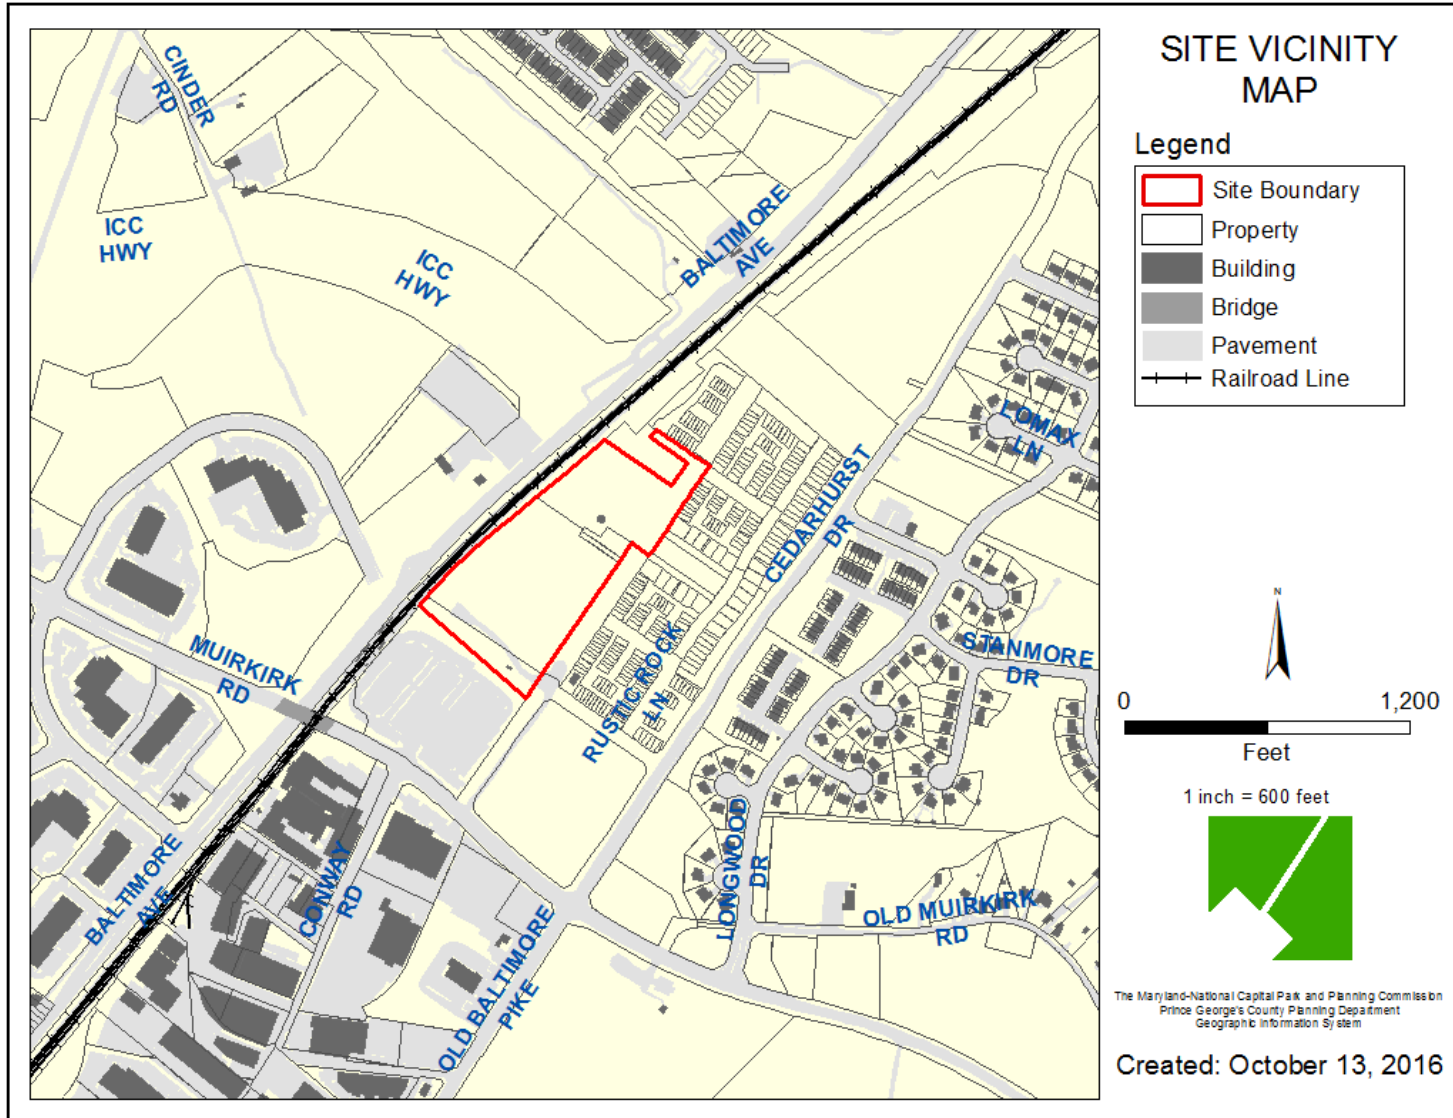 SITE VICINITY
MAP
Legend
Site Boundary
Property
Building
Bridge
Pavement
Railroad Line
CINDER
RD
ICC
HWY
ICC
HWY
BALTIMORE
AVE
LOMAX
LN
CEDARHURST
DR
STANMORE
DR
MUIRKIRK
RD
RUSTIC ROCK
LN
LONGWOOD
DR
OLD MUIRKIRK
RD
BALTIMORE
AVE
CONWAY
RD
OLD BALTIMORE
PIKE
N
0 1,200
Feet
1 inch = 600 feet
The Maryland-National Capital Park and Planning Commission
Prince George's County Planning Department
Geographic Information System
Created: October 13, 2016